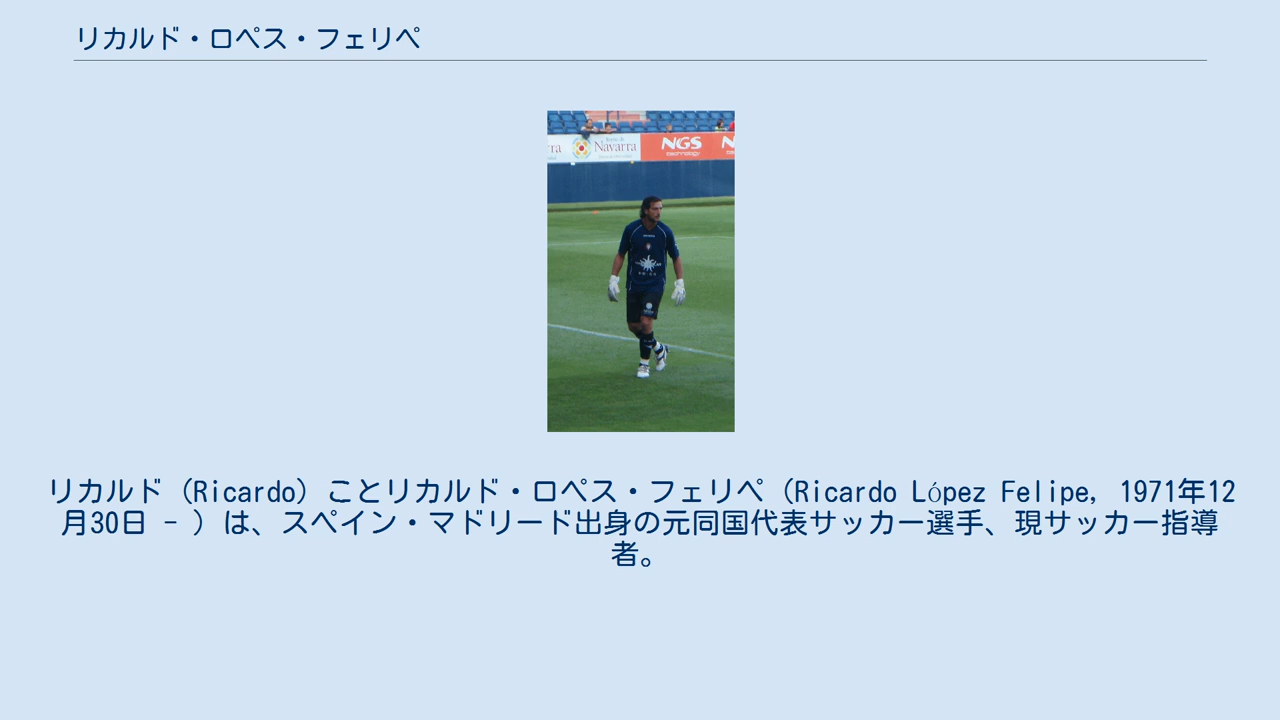 リカルド・ロペス・フェリペ
Navarra
NGS
technology
リカルド（Ricardo）ことリカルド・ロペス・フェリペ（Ricardo López Felipe, 1971年12
月30日 - ）は、スペイン・マドリード出身の元同国代表サッカー選手、現サッカー指導
者。